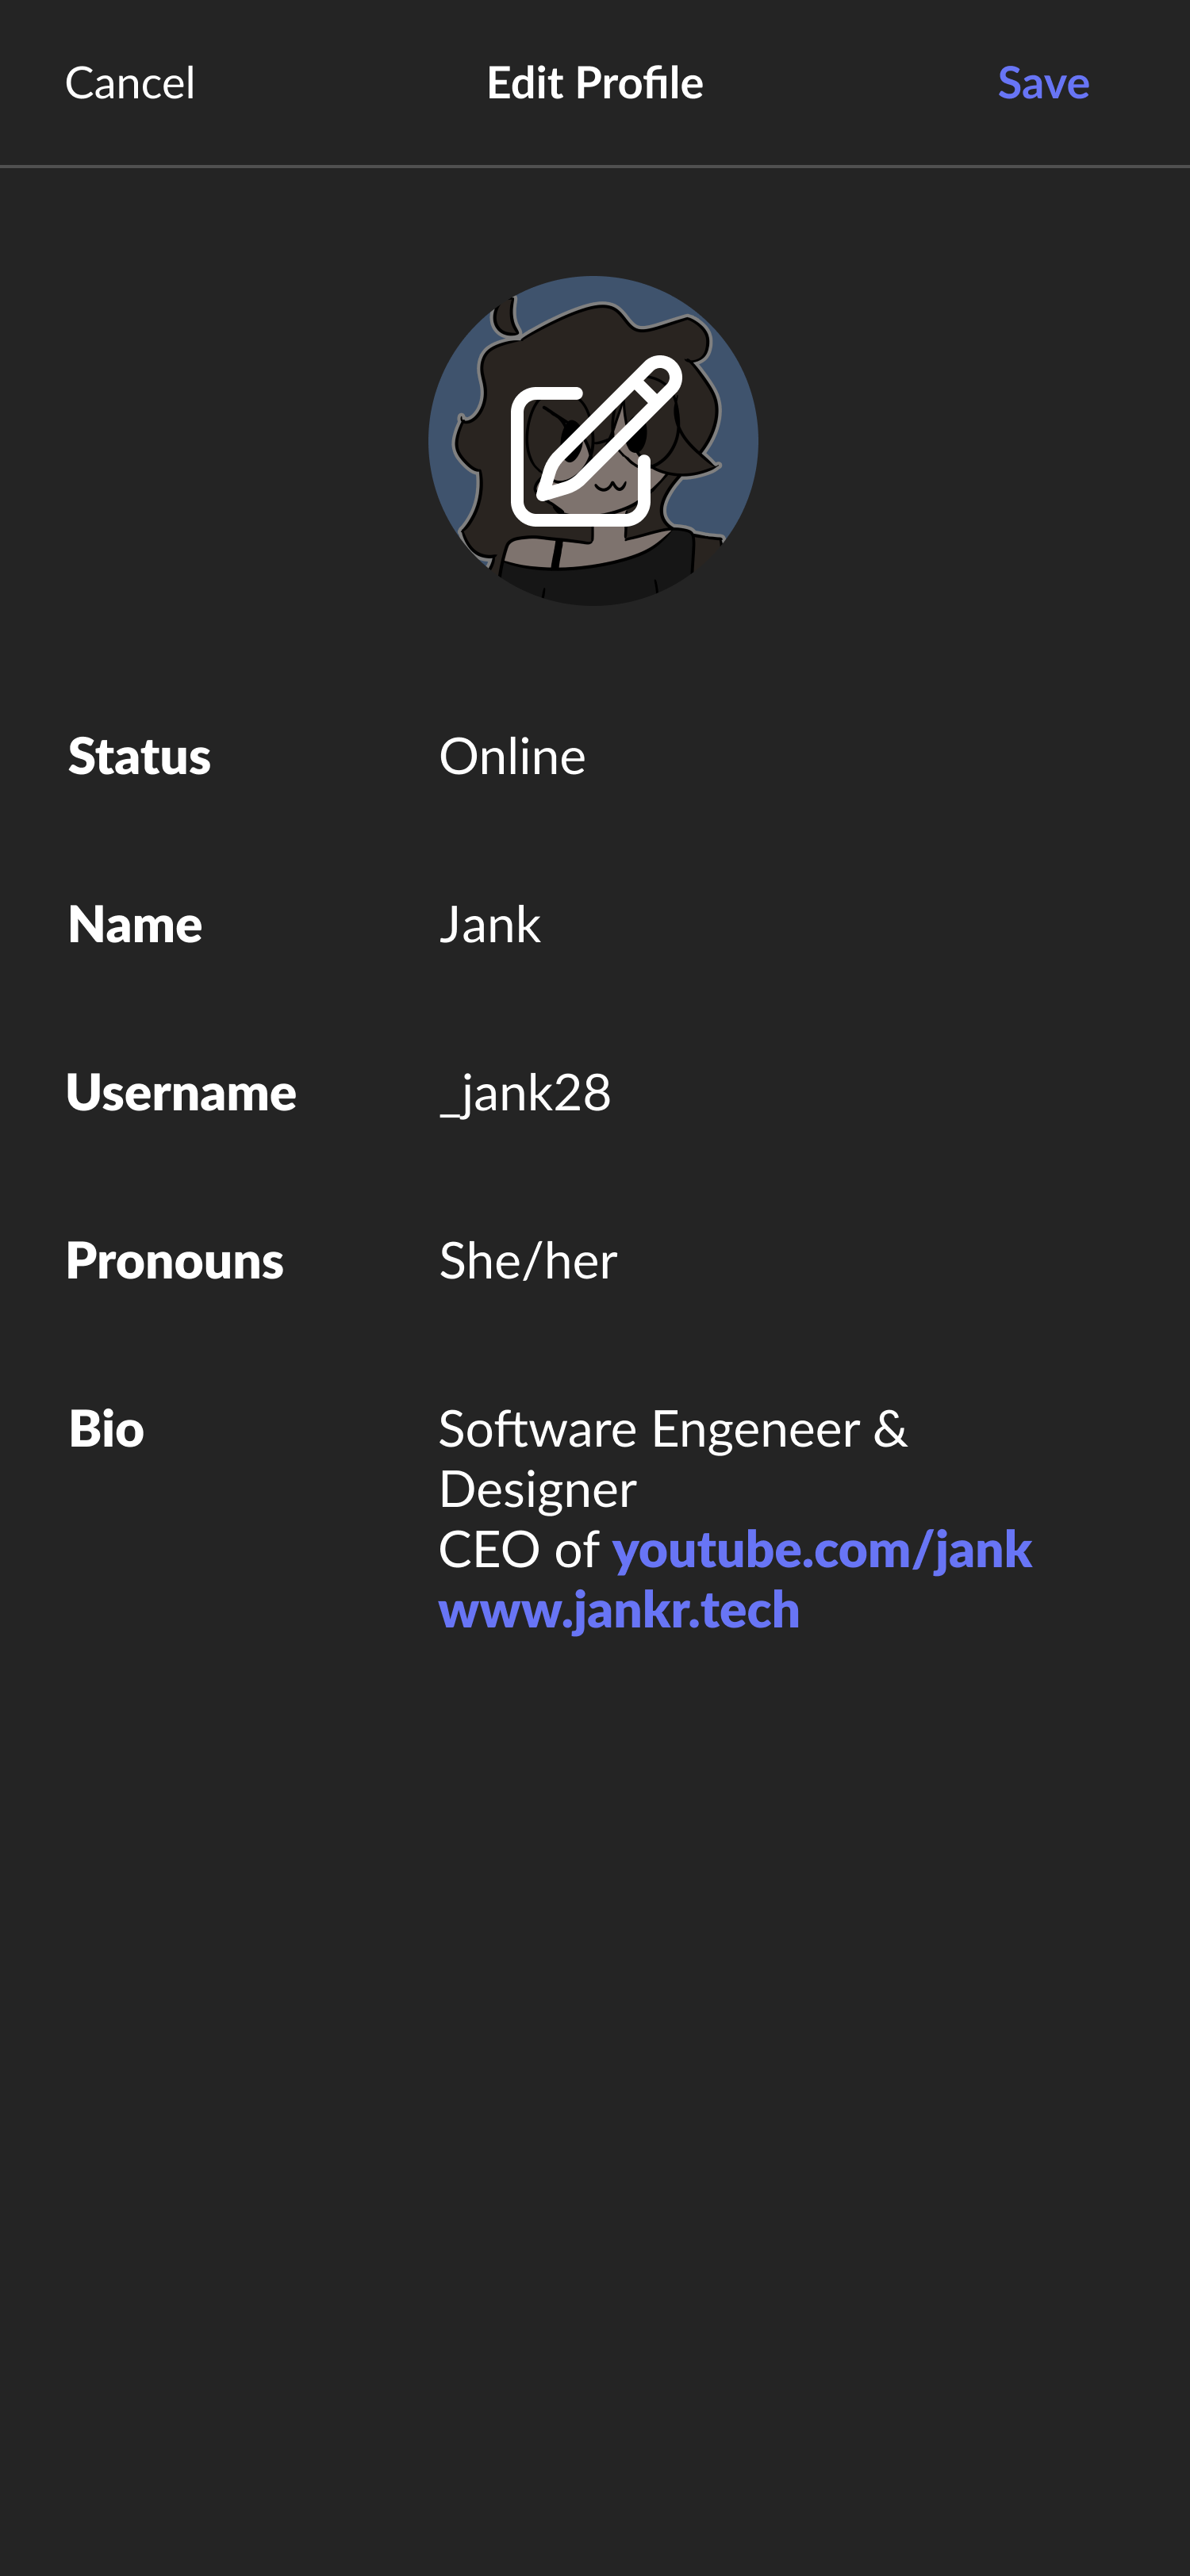 Cancel Edit Profile Save
Status Online
Name Jank
Username _jank28
Pronouns She/her
Bio Software Engeneer &
Designer
CEO of youtube.com/jank
www.jankr.tech